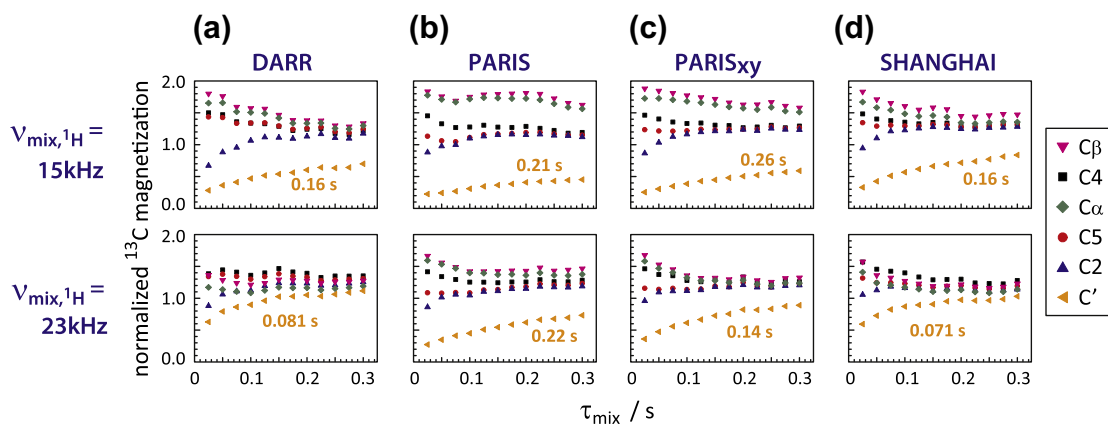 (a) (b) (c) (d)
DARR PARIS PARISxy SHANGHAI
νmix,¹H =
15kHz
normalized ¹³C magnetization
2.0
1.0
0.0
0.16 s 0.21 s 0.26 s 0.16 s
Cβ
C4
Cα
C5
C2
C'
νmix,¹H =
23kHz
normalized ¹³C magnetization
2.0
1.0
0.0
0.081 s 0.22 s 0.14 s 0.071 s
0 0.1 0.2 0.3 0 0.1 0.2 0.3 0 0.1 0.2 0.3 0 0.1 0.2 0.3
τmix / s